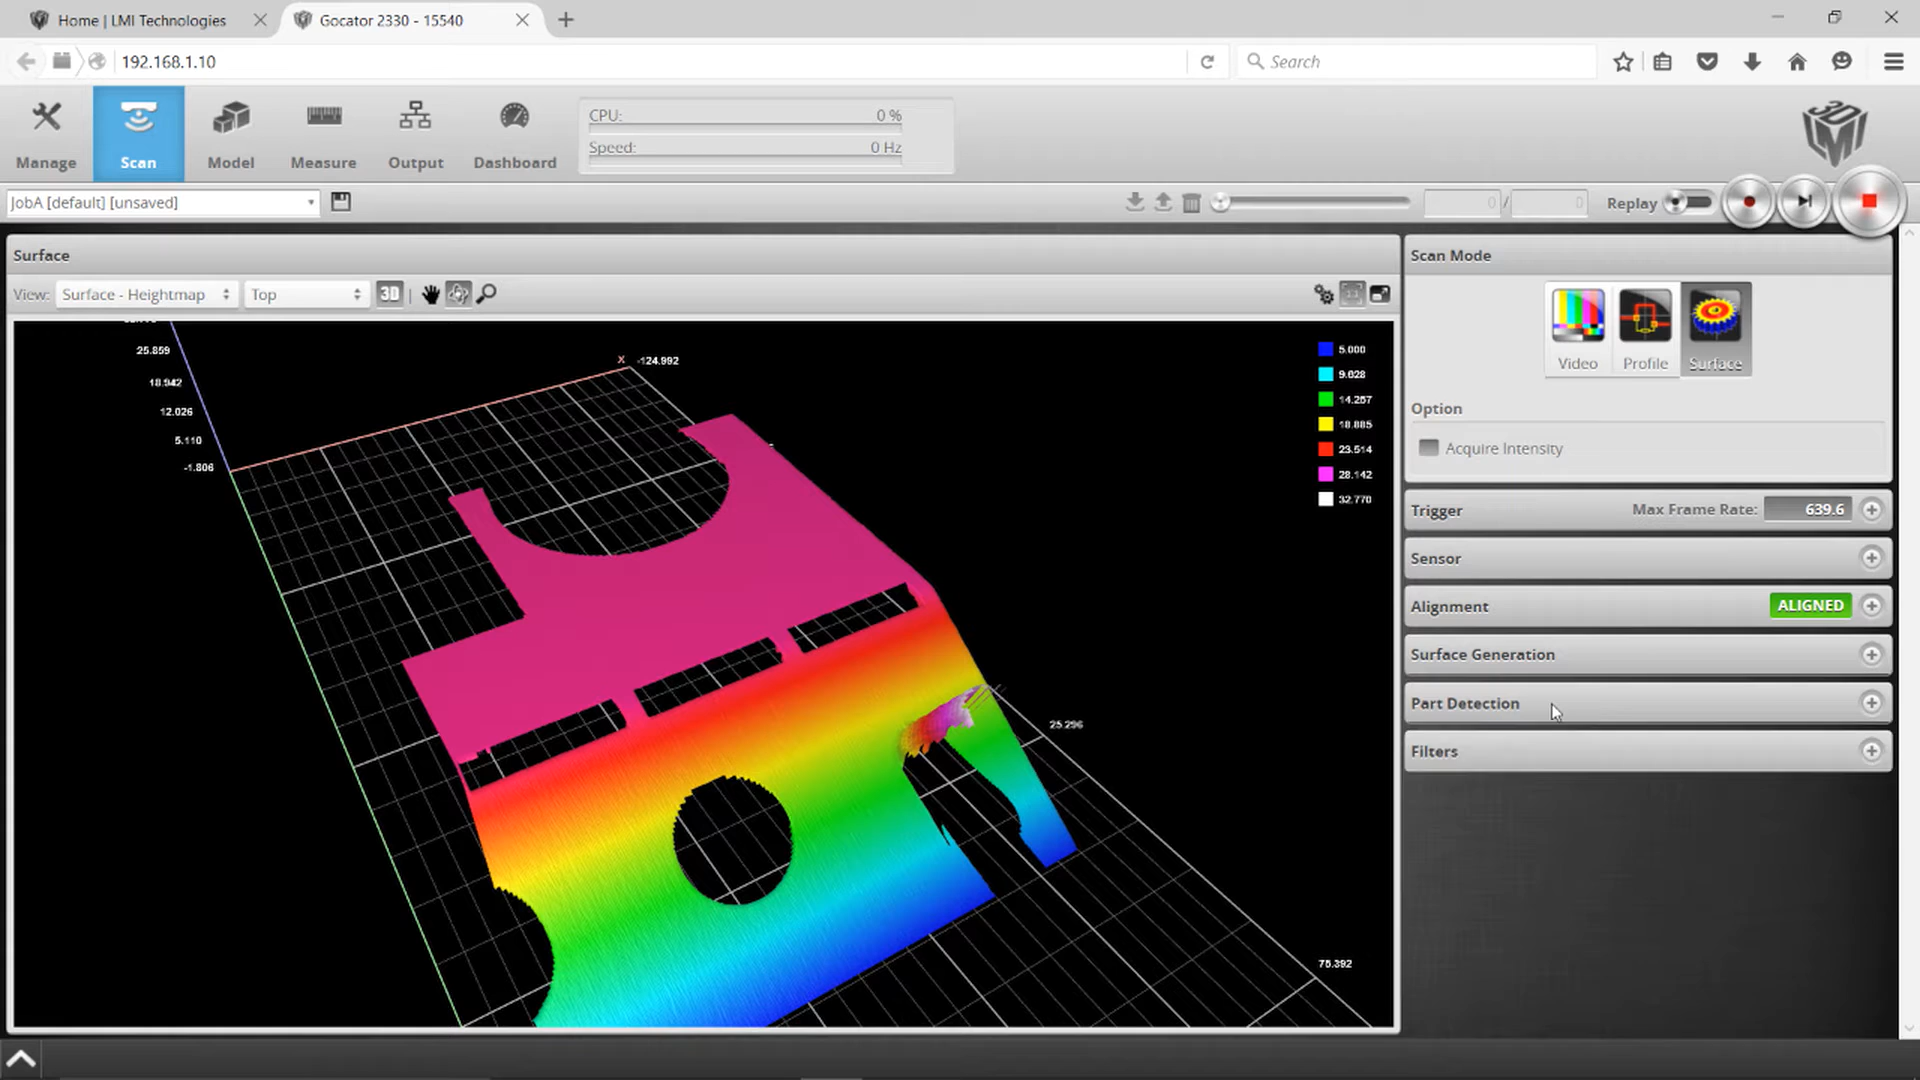 Home | LMI Technologies
Gocator 2330 - 15540
192.168.1.10
Search
Manage
Scan
Model
Measure
Output
Dashboard
CPU: 0 %
Speed: 0 Hz
LMI
3D
JobA [default] [unsaved]
0 / 0
Replay
Surface
View: Surface - Heightmap
Top
3D
25.859
18.942
12.026
5.110
-1.806
X -124.992
5.000
9.628
14.257
18.885
23.514
28.142
32.770
25.296
75.392
Scan Mode
Video
Profile
Surface
Option
Acquire Intensity
Trigger
Max Frame Rate: 639.6
Sensor
Alignment
ALIGNED
Surface Generation
Part Detection
Filters